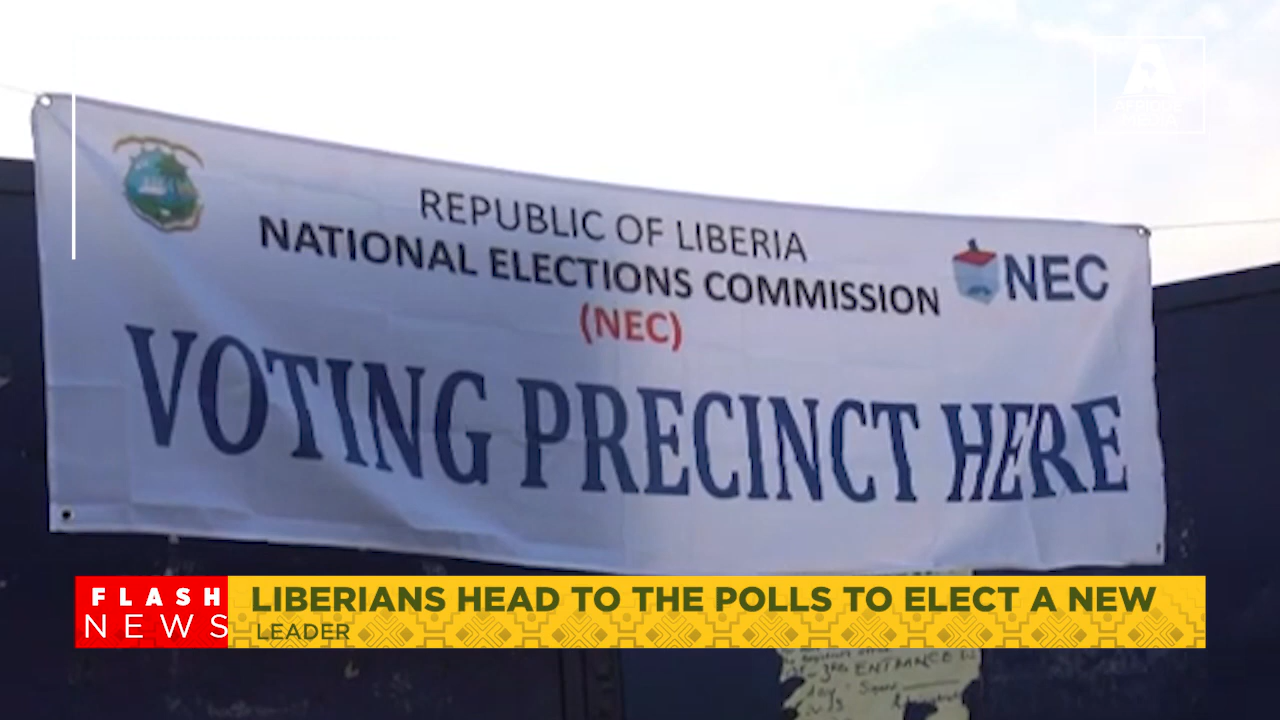 REPUBLIC OF LIBERIA
NATIONAL ELECTIONS COMMISSION
(NEC)
NEC
VOTING PRECINCT HERE
FLASH
NEWS
LIBERIANS HEAD TO THE POLLS TO ELECT A NEW
LEADER
ENTRANCE